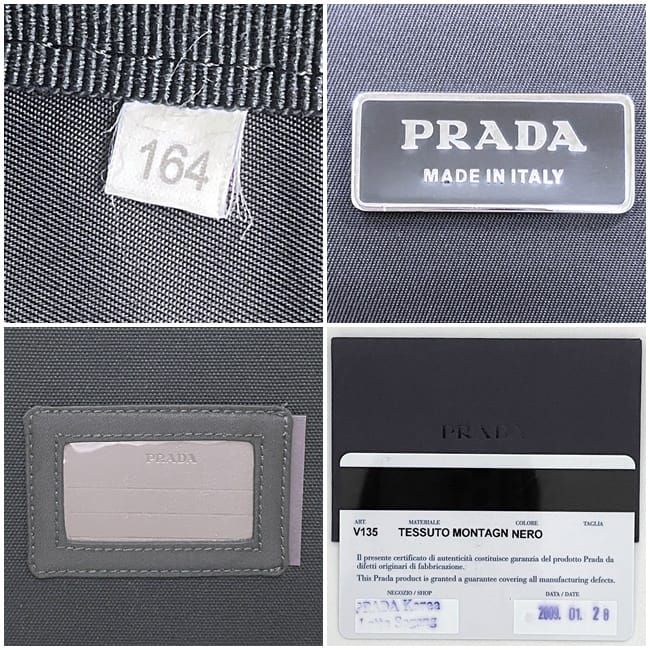 164
PRADA
MADE IN ITALY
PRADA
PRADA
ART. MATERIALE COLORE TAGLIA
V135 TESSUTO MONTAGN NERO
Il presente certificato di autenticità costituisce garanzia del prodotto Prada da
difetti originari di fabbricazione.
This Prada product is granted a guarantee covering all manufacturing defects.
NEGOZIO / SHOP DATA / DATE
PRADA Korea 2009. 01. 28
Lotte Sogong